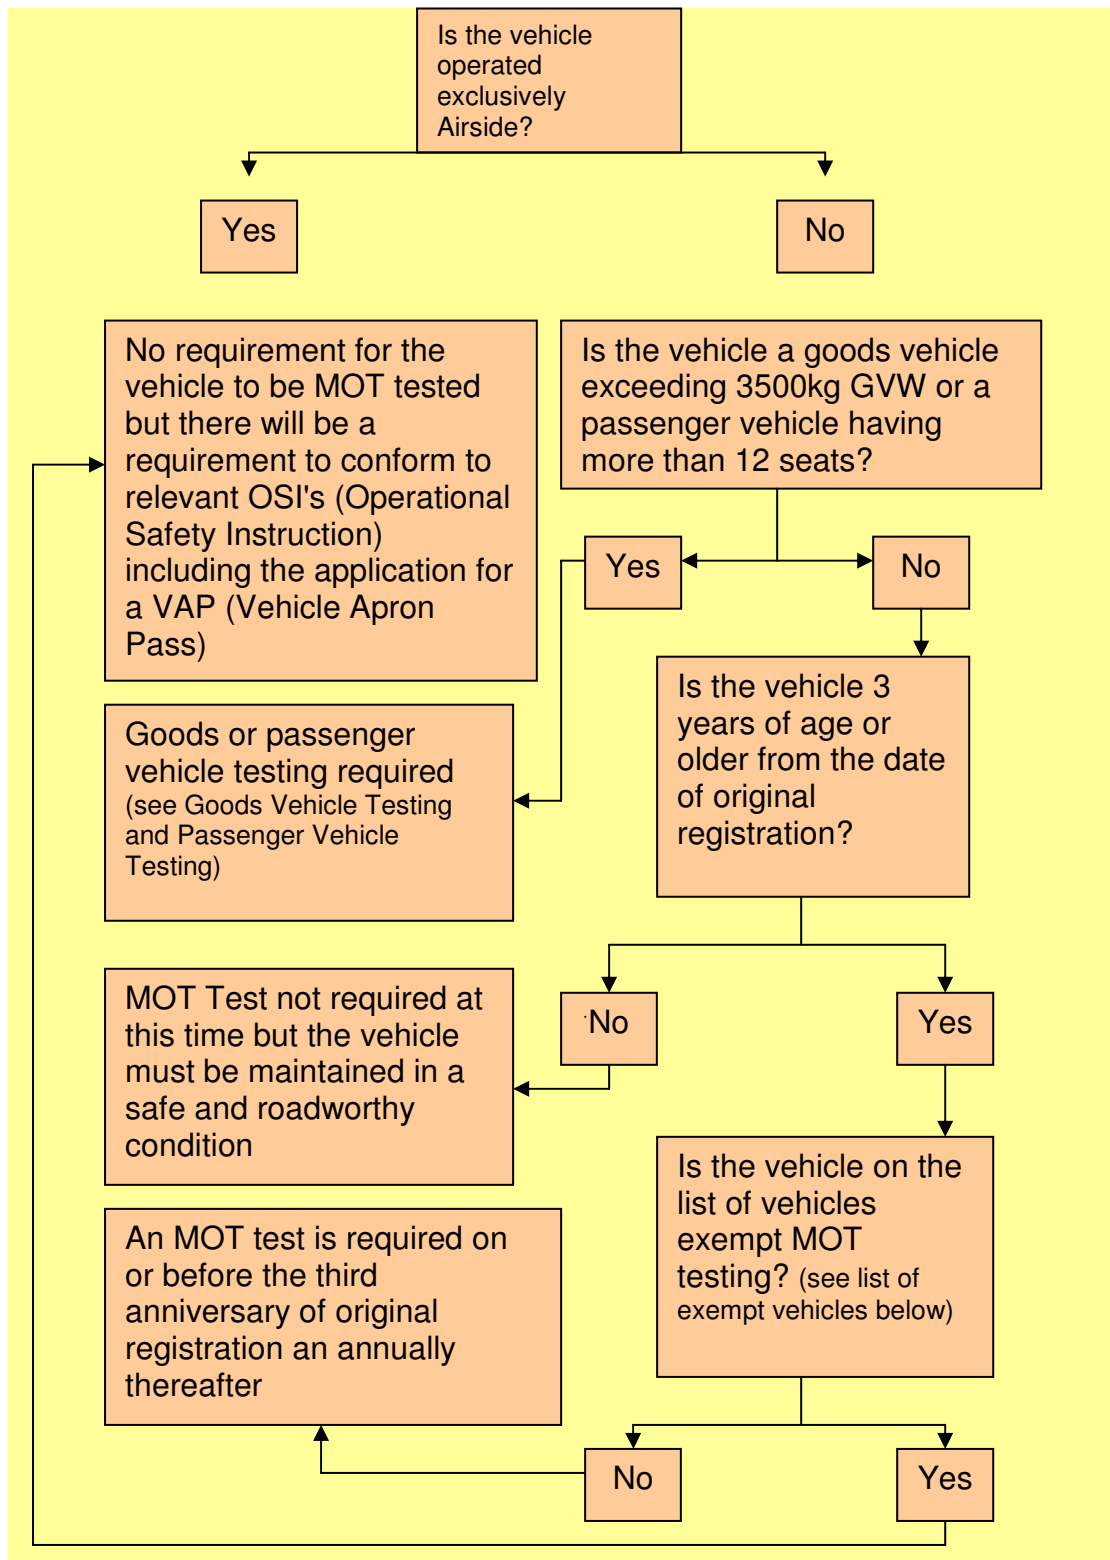 Is the vehicle
operated
exclusively
Airside?
Yes
No
No requirement for the
vehicle to be MOT tested
but there will be a
requirement to conform to
relevant OSI's (Operational
Safety Instruction)
including the application for
a VAP (Vehicle Apron
Pass)
Is the vehicle a goods vehicle
exceeding 3500kg GVW or a
passenger vehicle having
more than 12 seats?
Yes
No
Is the vehicle 3
years of age or
older from the date
of original
registration?
Goods or passenger
vehicle testing required
(see Goods Vehicle Testing
and Passenger Vehicle
Testing)
No
Yes
MOT Test not required at
this time but the vehicle
must be maintained in a
safe and roadworthy
condition
Is the vehicle on the
list of vehicles
exempt MOT
testing? (see list of
exempt vehicles below)
An MOT test is required on
or before the third
anniversary of original
registration an annually
thereafter
No
Yes